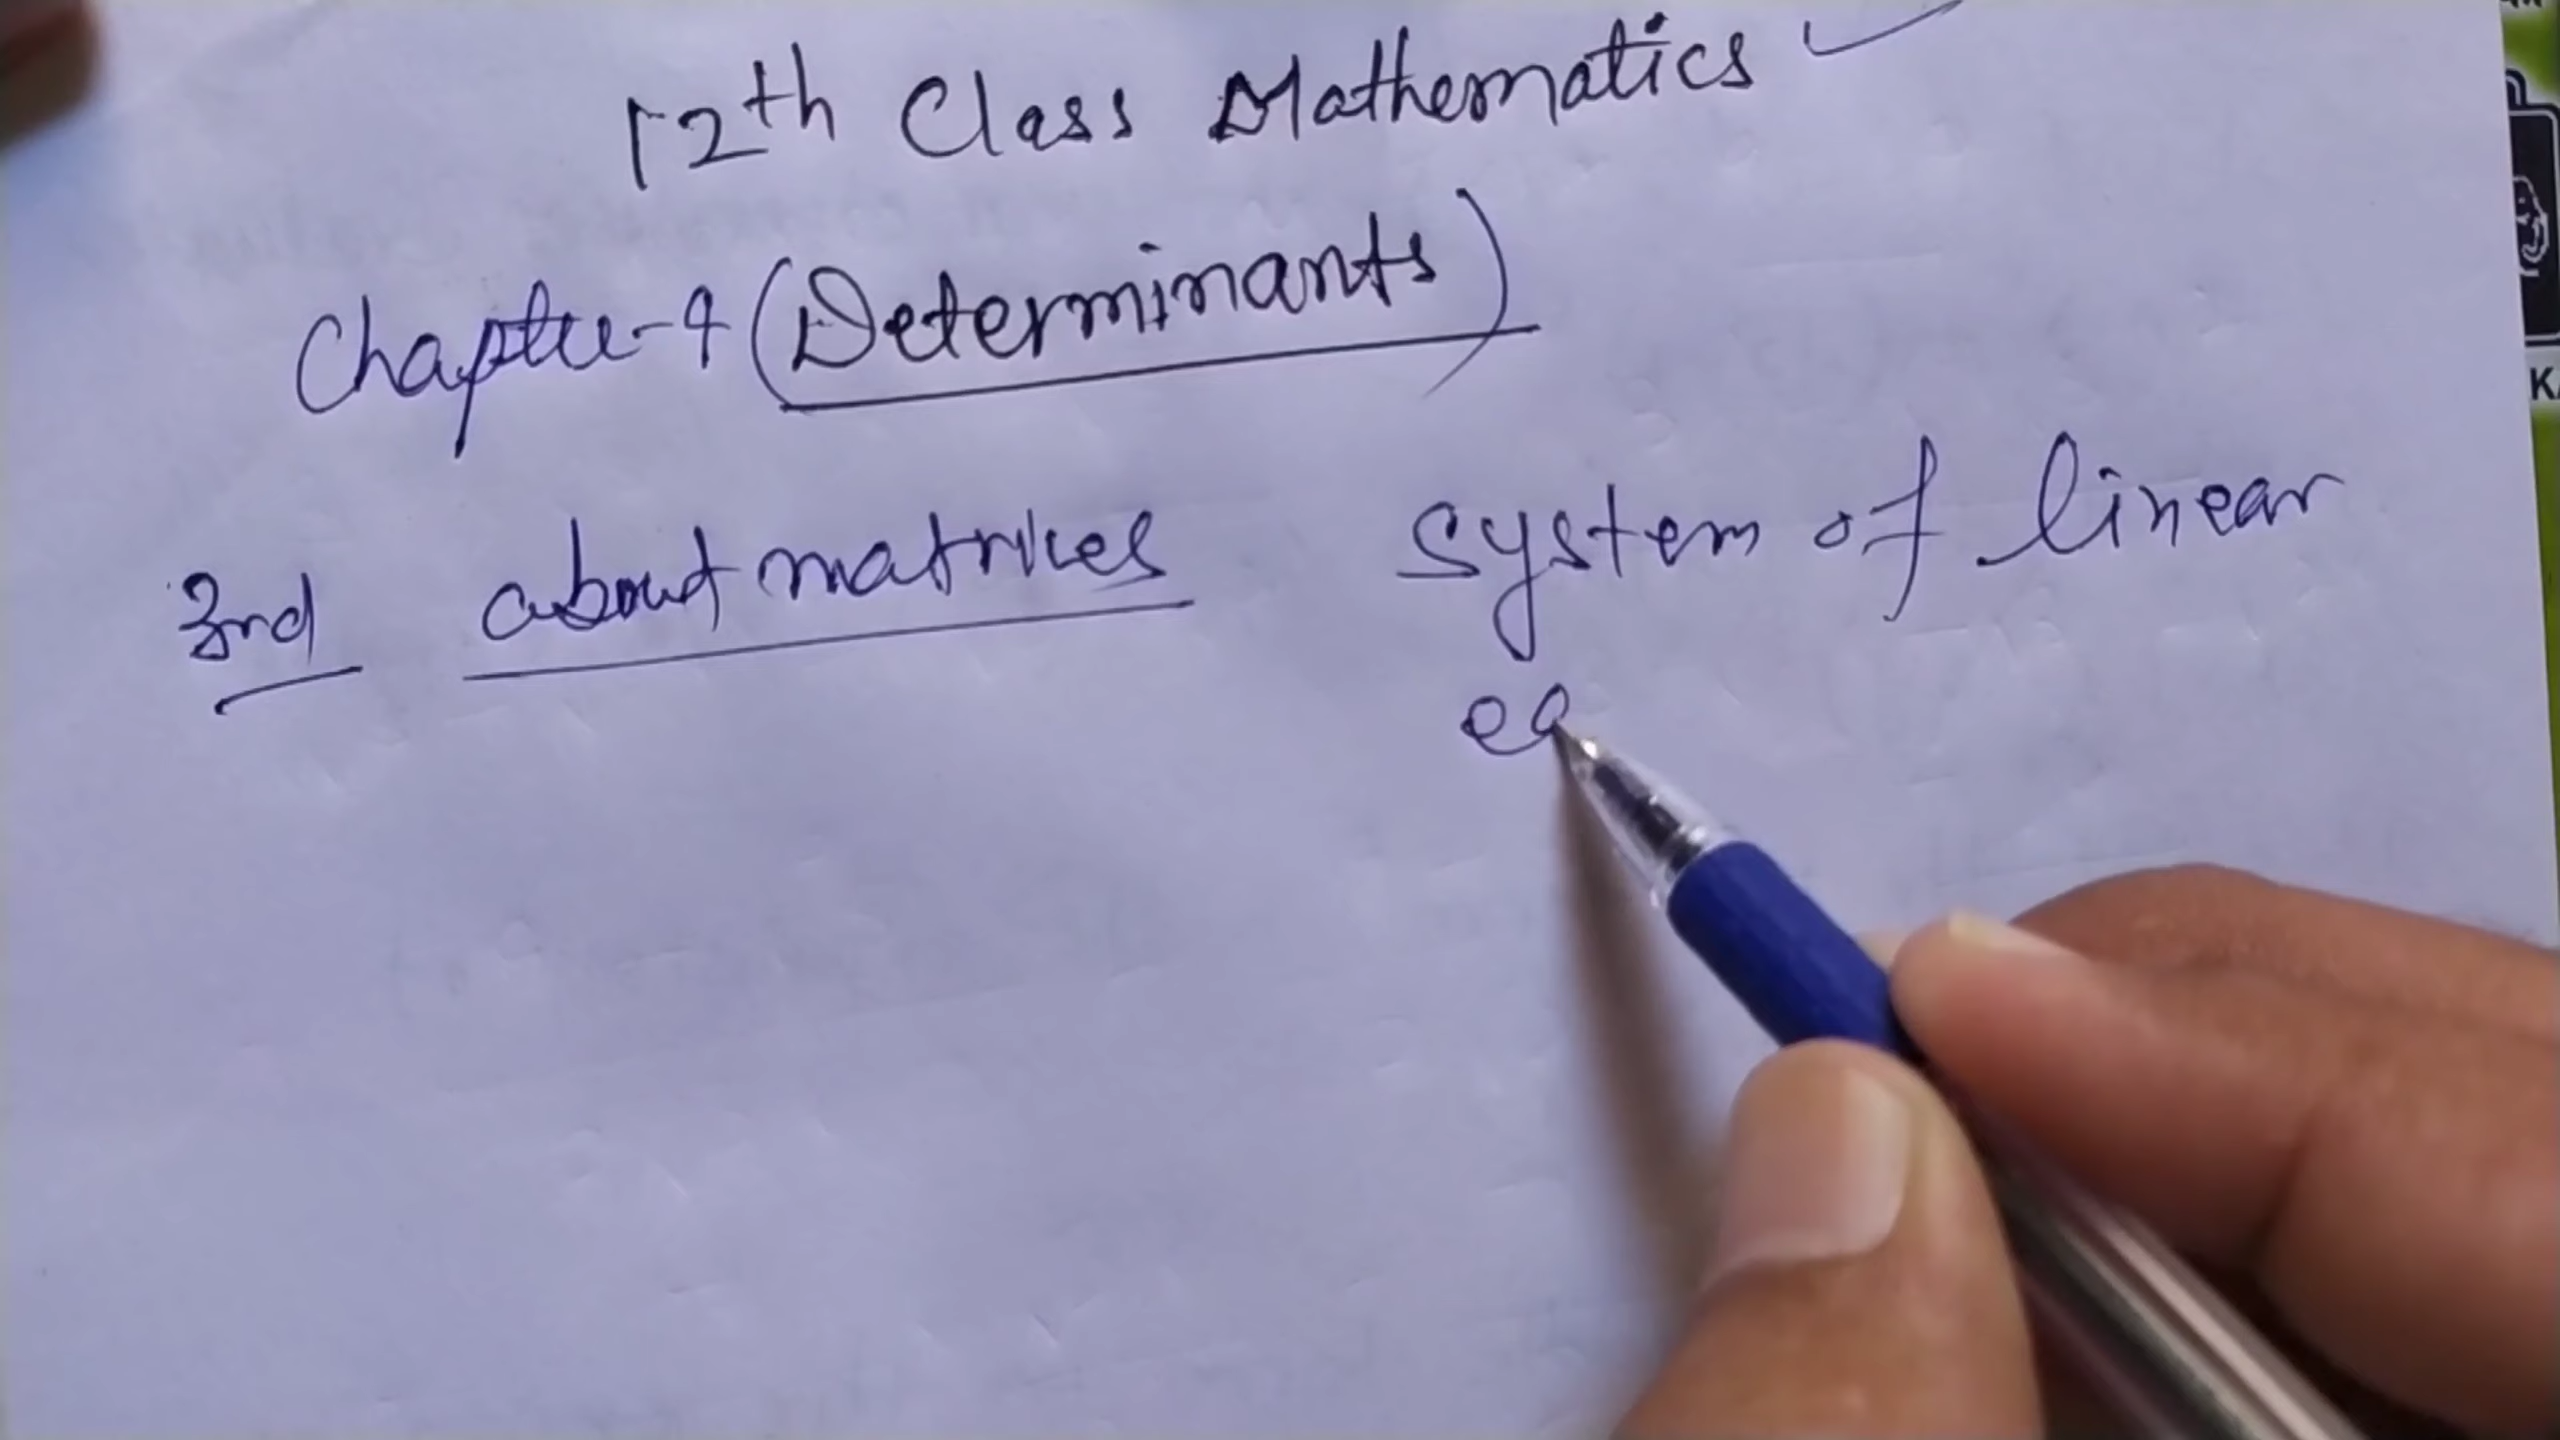 12th Class Mathematics
Chapter-4 (Determinants)
3rd about matrices
System of linear
eq
K